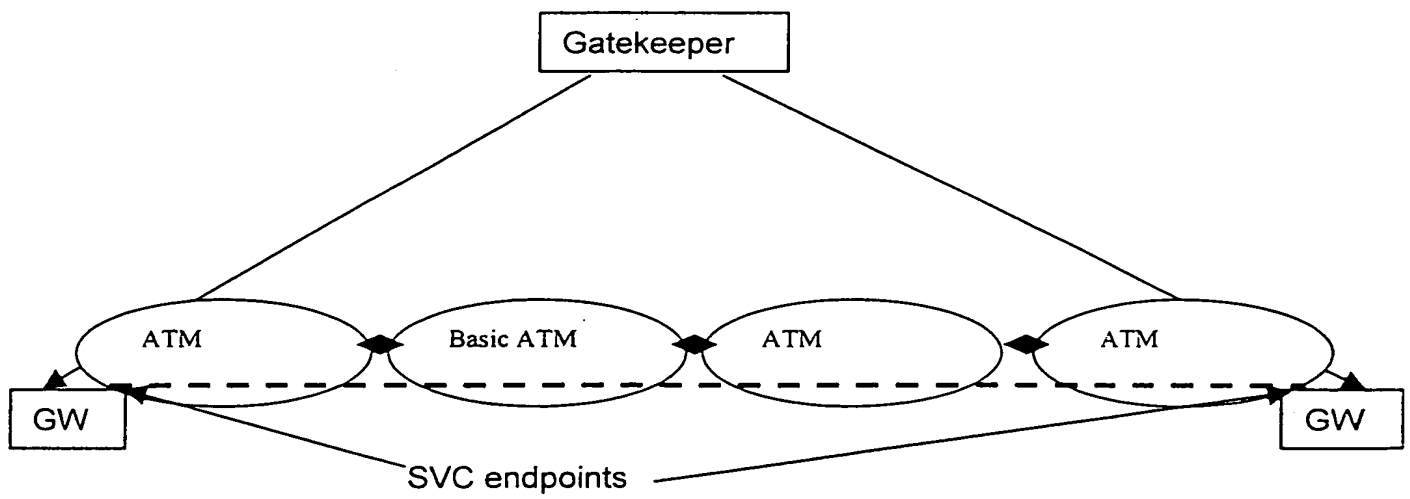 Gatekeeper
ATM
Basic ATM
ATM
ATM
GW
GW
SVC endpoints